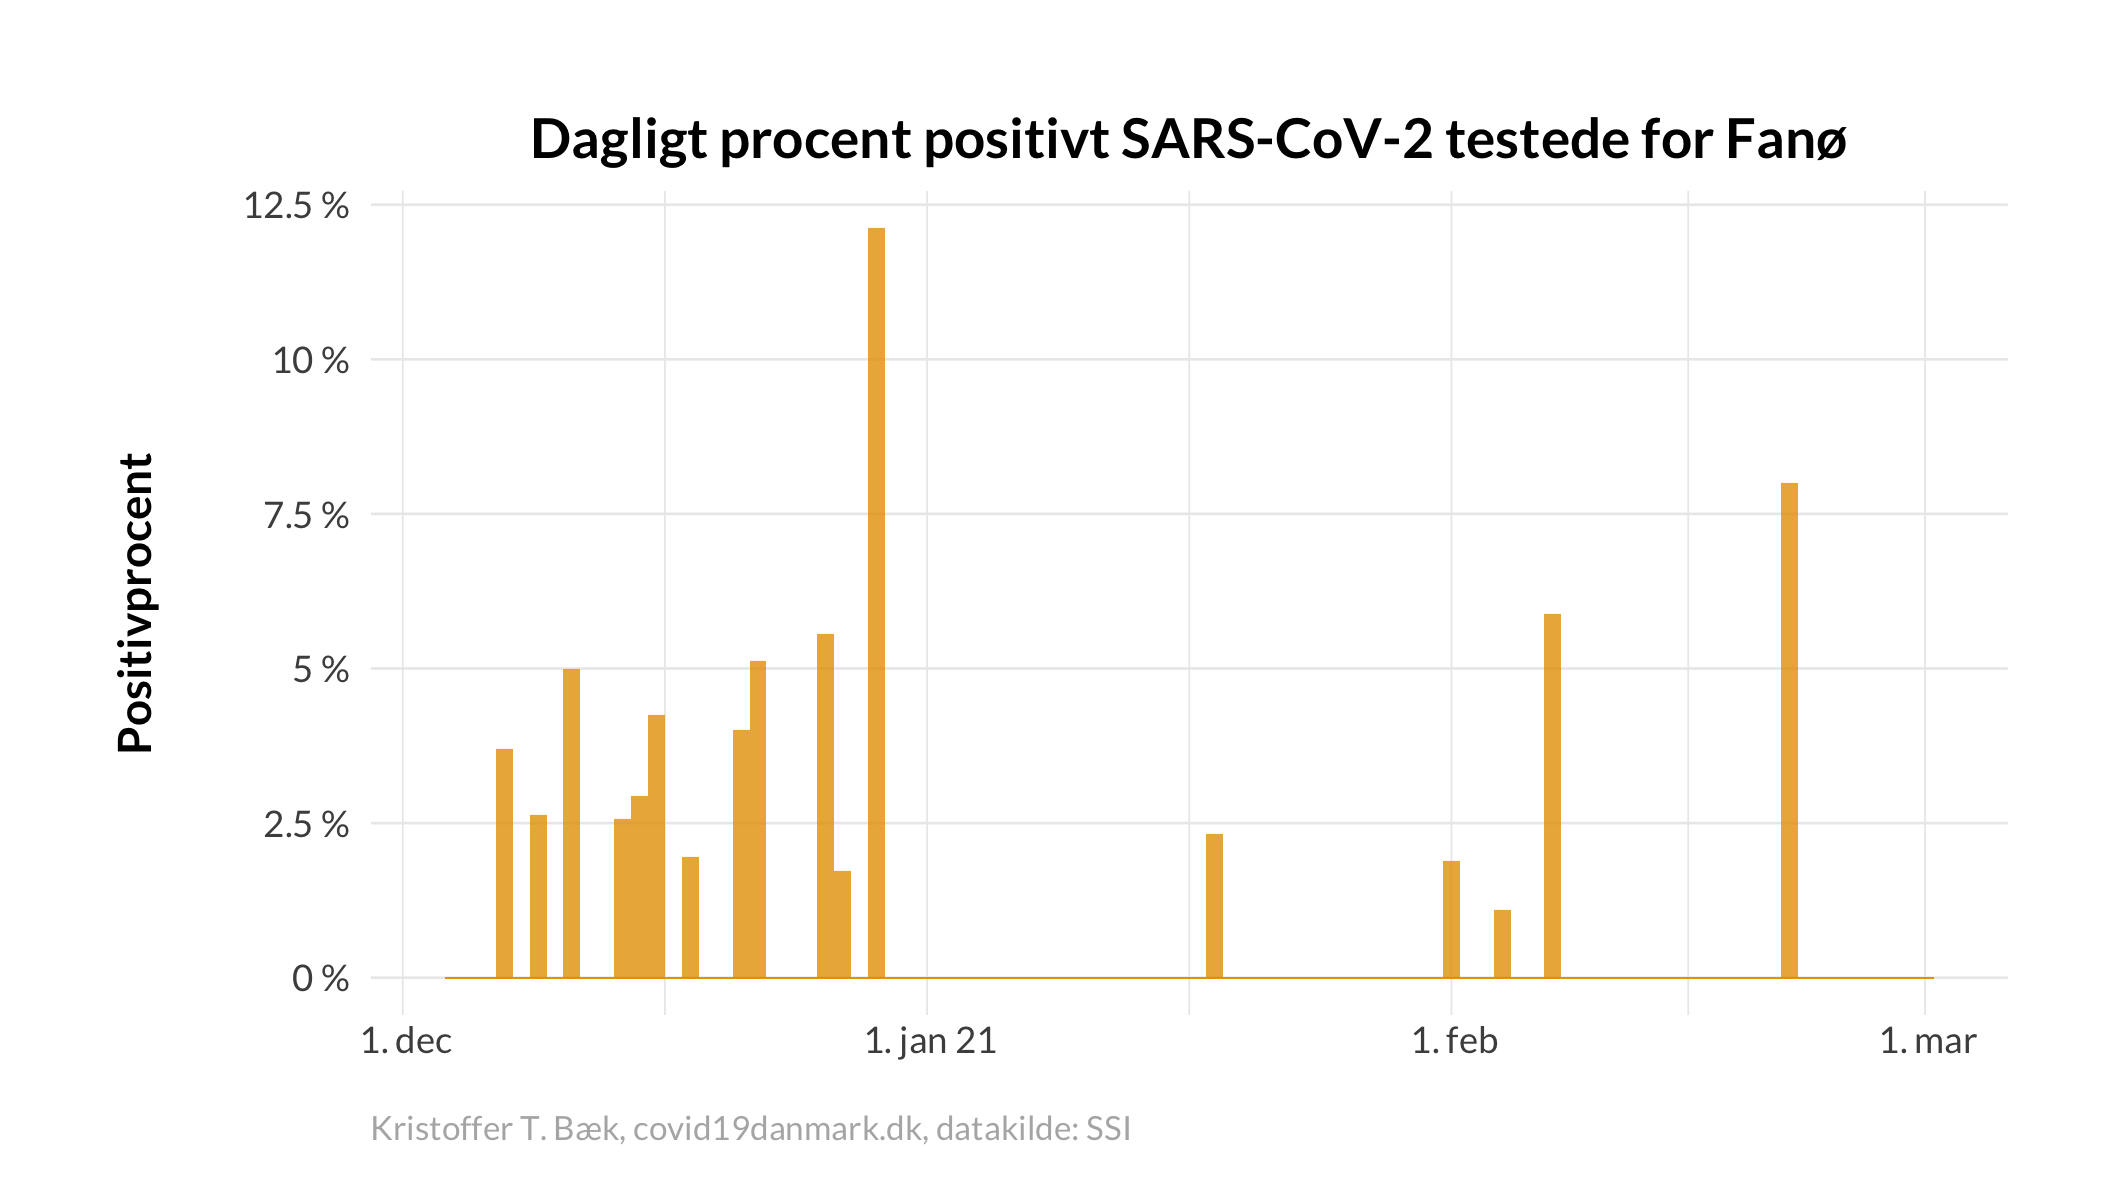 Dagligt procent positivt SARS-CoV-2 testede for Fanø
12.5 %
10 %
7.5 %
5 %
2.5 %
0 %
Positivprocent
1. dec
1. jan 21
1. feb
1. mar
Kristoffer T. Bæk, covid19danmark.dk, datakilde: SSI